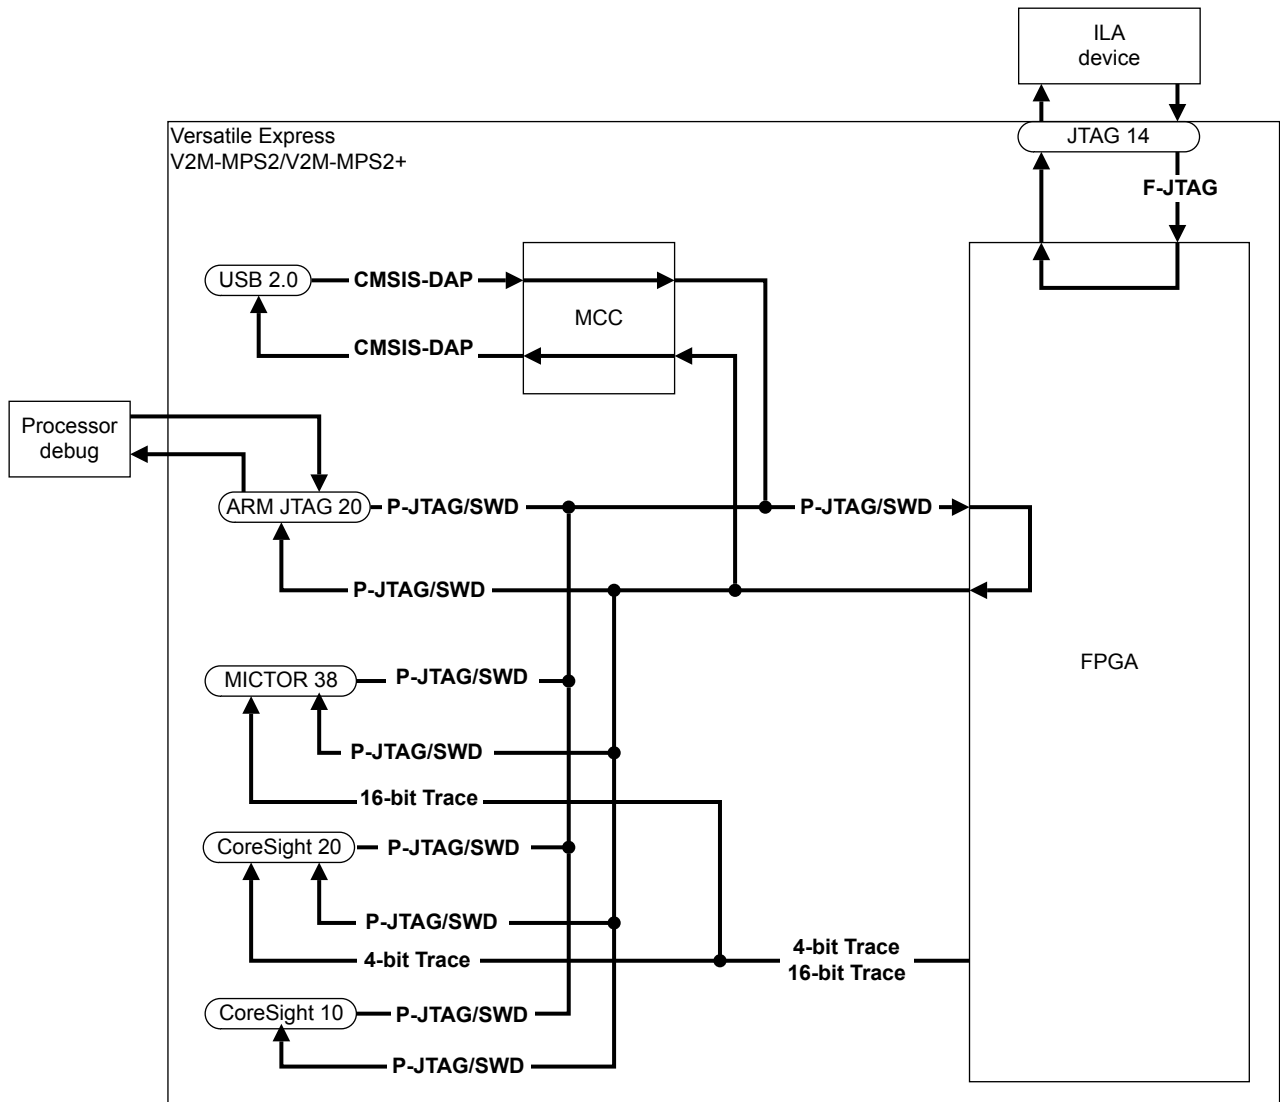 ILA
device
Versatile Express
V2M-MPS2/V2M-MPS2+
JTAG 14
F-JTAG
USB 2.0
CMSIS-DAP
MCC
CMSIS-DAP
Processor
debug
ARM JTAG 20
P-JTAG/SWD
P-JTAG/SWD
P-JTAG/SWD
FPGA
MICTOR 38
P-JTAG/SWD
P-JTAG/SWD
16-bit Trace
CoreSight 20
P-JTAG/SWD
P-JTAG/SWD
4-bit Trace
4-bit Trace
16-bit Trace
CoreSight 10
P-JTAG/SWD
P-JTAG/SWD